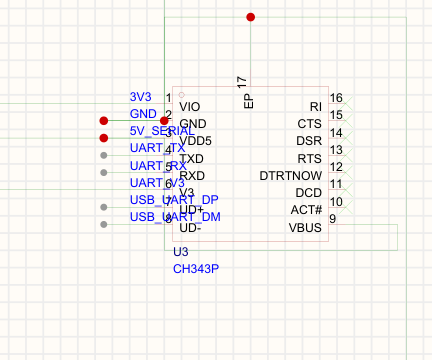 17
EP
3V3 1 VIO RI 16
GND 2 GND CTS 15
5V_SERIAL 3 VDD5 DSR 14
UART_TX 4 TXD RTS 13
UART_RX 5 RXD DTRTNOW 12
UART_V3 6 V3 DCD 11
USB_UART_DP 7 UD+ ACT# 10
USB_UART_DM 8 UD- VBUS 9
U3
CH343P